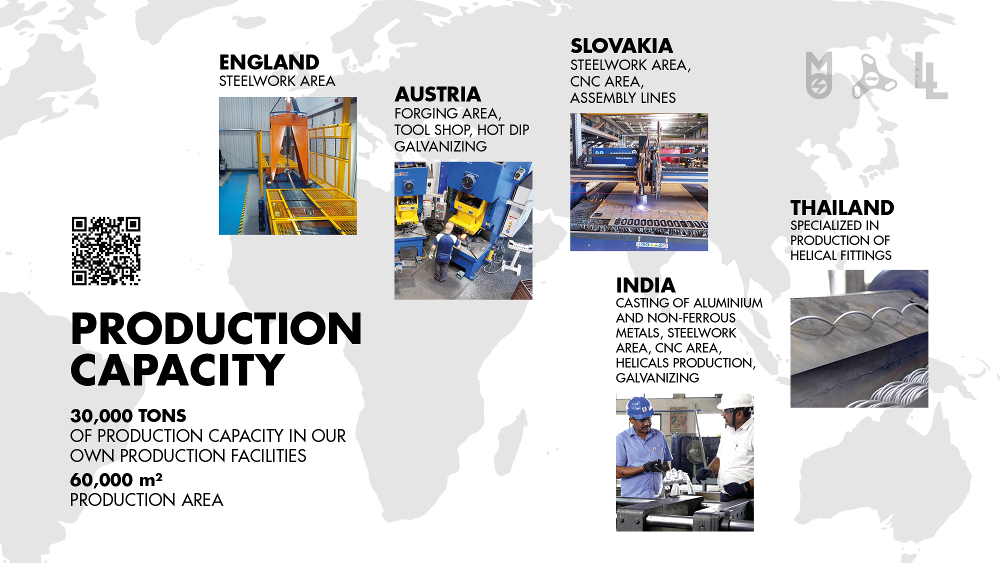 ENGLAND
STEELWORK AREA
AUSTRIA
FORGING AREA,
TOOL SHOP, HOT DIP
GALVANIZING
SLOVAKIA
STEELWORK AREA,
CNC AREA,
ASSEMBLY LINES
Cutting Systems
THAILAND
SPECIALIZED IN
PRODUCTION OF
HELICAL FITTINGS
INDIA
CASTING OF ALUMINIUM
AND NON-FERROUS
METALS, STEELWORK
AREA, CNC AREA,
HELICALS PRODUCTION,
GALVANIZING
PRODUCTION
CAPACITY
30,000 TONS
OF PRODUCTION CAPACITY IN OUR
OWN PRODUCTION FACILITIES
60,000 m²
PRODUCTION AREA